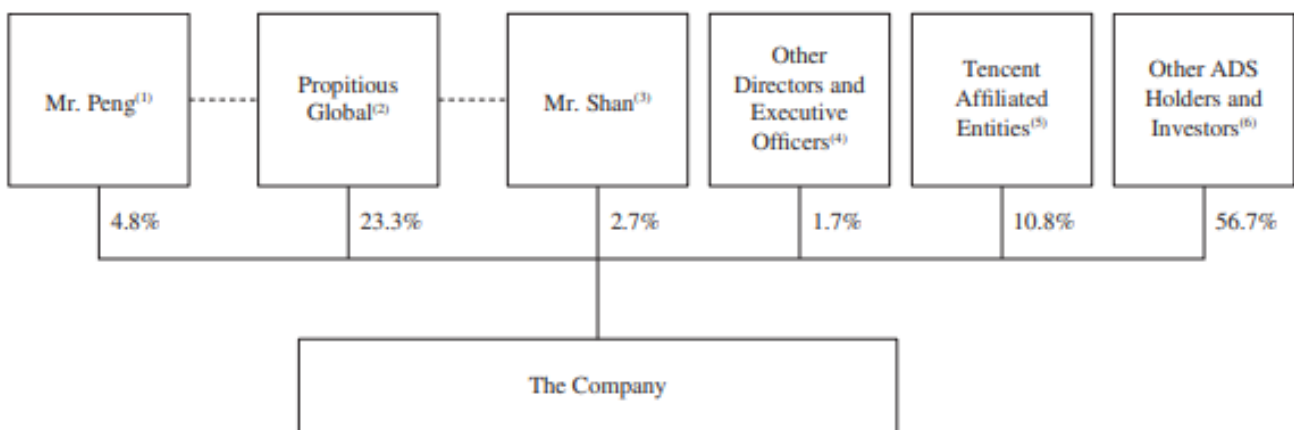 Mr. Peng(1)
Propitious
Global(2)
Mr. Shan(3)
Other
Directors and
Executive
Officers(4)
Tencent
Affiliated
Entities(5)
Other ADS
Holders and
Investors(6)
4.8%
23.3%
2.7%
1.7%
10.8%
56.7%
The Company